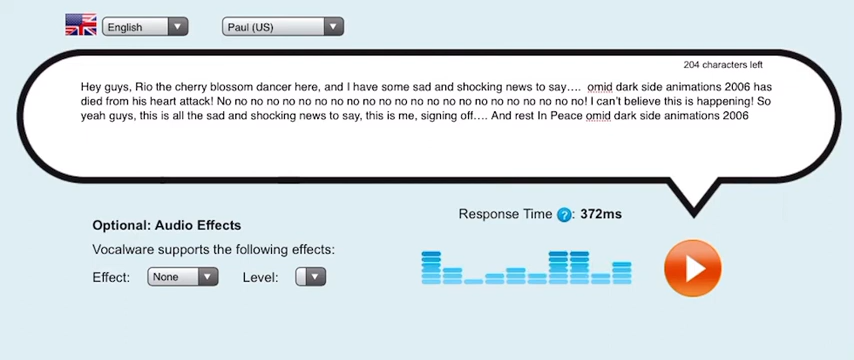 English
Paul (US)
204 characters left
Hey guys, Rio the cherry blossom dancer here, and I have some sad and shocking news to say.... omid dark side animations 2006 has
died from his heart attack! No no no no no no no no no no no no no no no no no no no no no no no! I can't believe this is happening! So
yeah guys, this is all the sad and shocking news to say, this is me, signing off.... And rest In Peace omid dark side animations 2006
Response Time ?: 372ms
Optional: Audio Effects
Vocalware supports the following effects:
Effect: None Level: